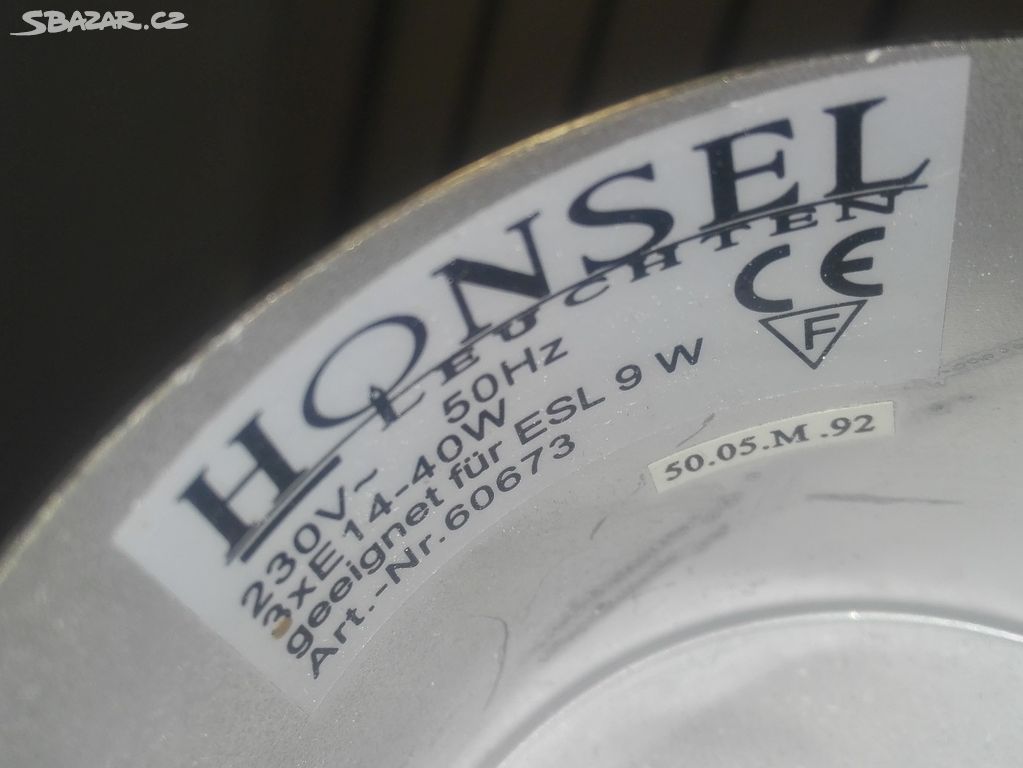 SBAZAR.CZ
HONSEL
LEUCHTEN
230V~ 50Hz
3xE14-40W
geeignet für ESL 9 W
Art.-Nr. 60673
CE
F
50.05.M .92